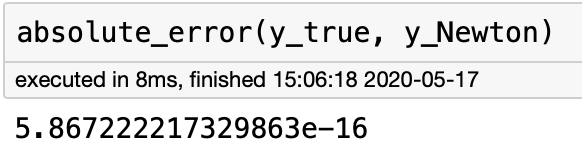 absolute_error(y_true, y_Newton)
executed in 8ms, finished 15:06:18 2020-05-17
5.867222217329863e-16